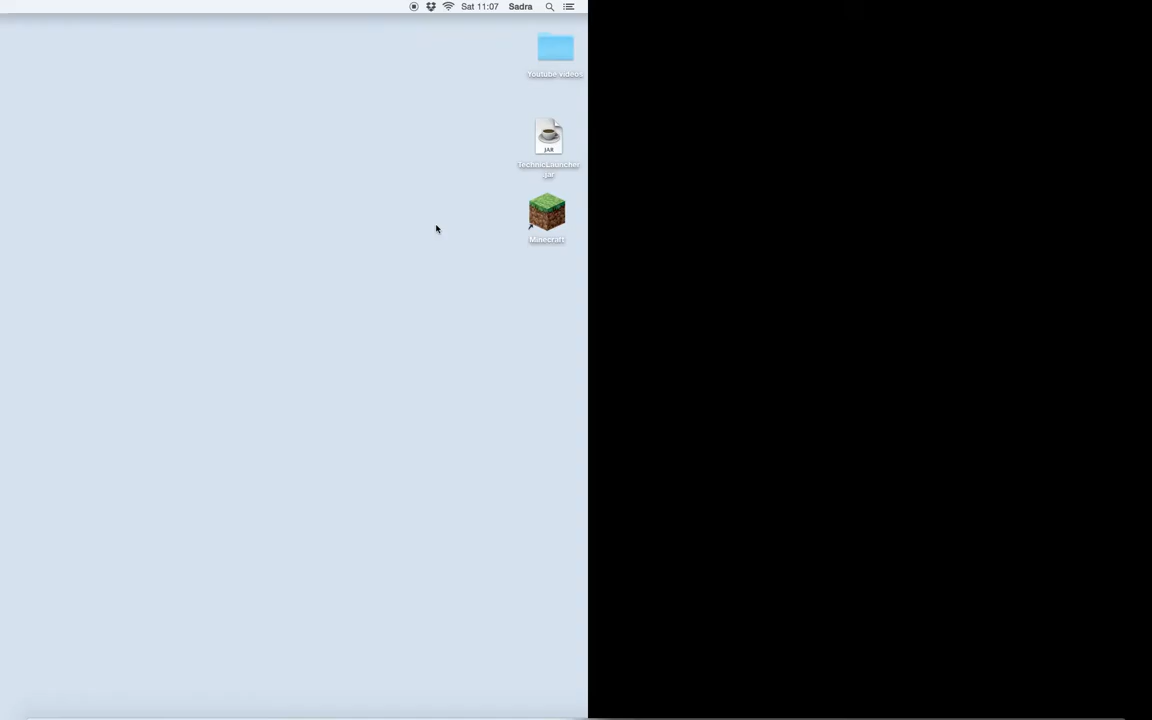 Sat 11:07 Sadra
Youtube videos
JAR
TechnicLauncher
.jar
Minecraft